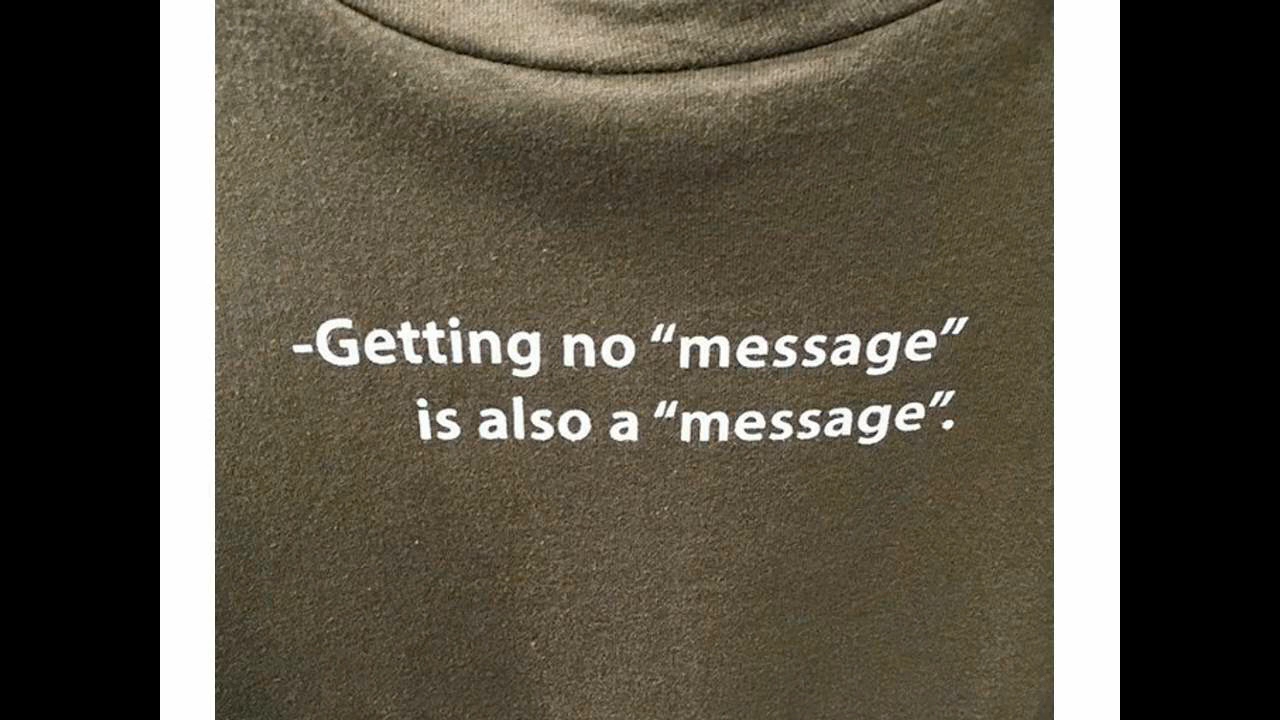 -Getting no “message”
is also a “message”.